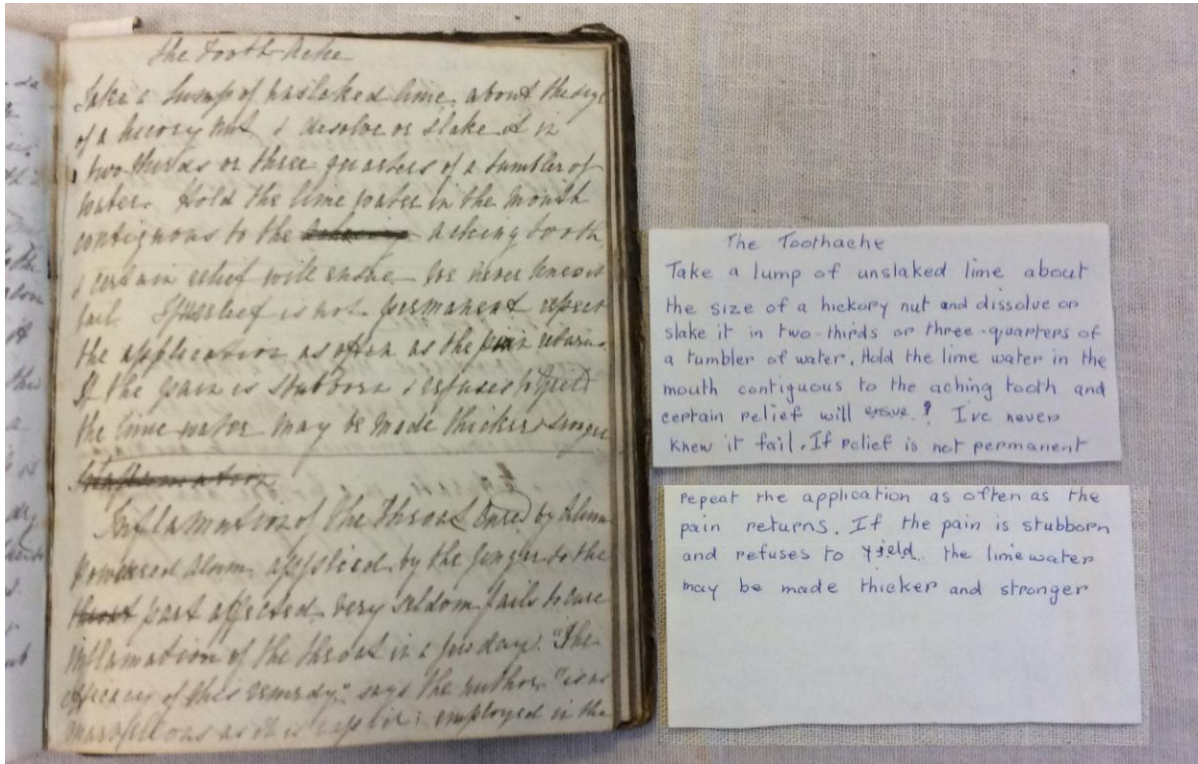 The Tooth Ache
Take a lump of unslaked lime about the size
of a hicory nut & desolve or slake it in
two thirds or three quarters of a tumbler of
water. Hold the lime water in the mouth
contiguous to the aching tooth
& certain relief will ensue we never knew it
fail. If relief is not permanent repeat
the application as often as the pain returns.
If the pain is stubborn & refuses to yield
the lime water may be made thicker & stronger
Inflamation
Inflamation of the throat Cured by Alum
Powdered alum, applied by the finger to the
throat part affected, very seldom fails to cure
inflamation of the throat in a few days. "The
efficacy of this remedy," says the author, "is as
marvellous as it is employed in the
The Toothache
Take a lump of unslaked lime about
the size of a hickory nut and dissolve or
slake it in two-thirds or three-quarters of
a tumbler of water. Hold the lime water in the
mouth contiguous to the aching tooth and
certain relief will ensue? I've never
knew it fail. If relief is not permanent
repeat the application as often as the
pain returns. If the pain is stubborn
and refuses to yield the limewater
may be made thicker and stronger